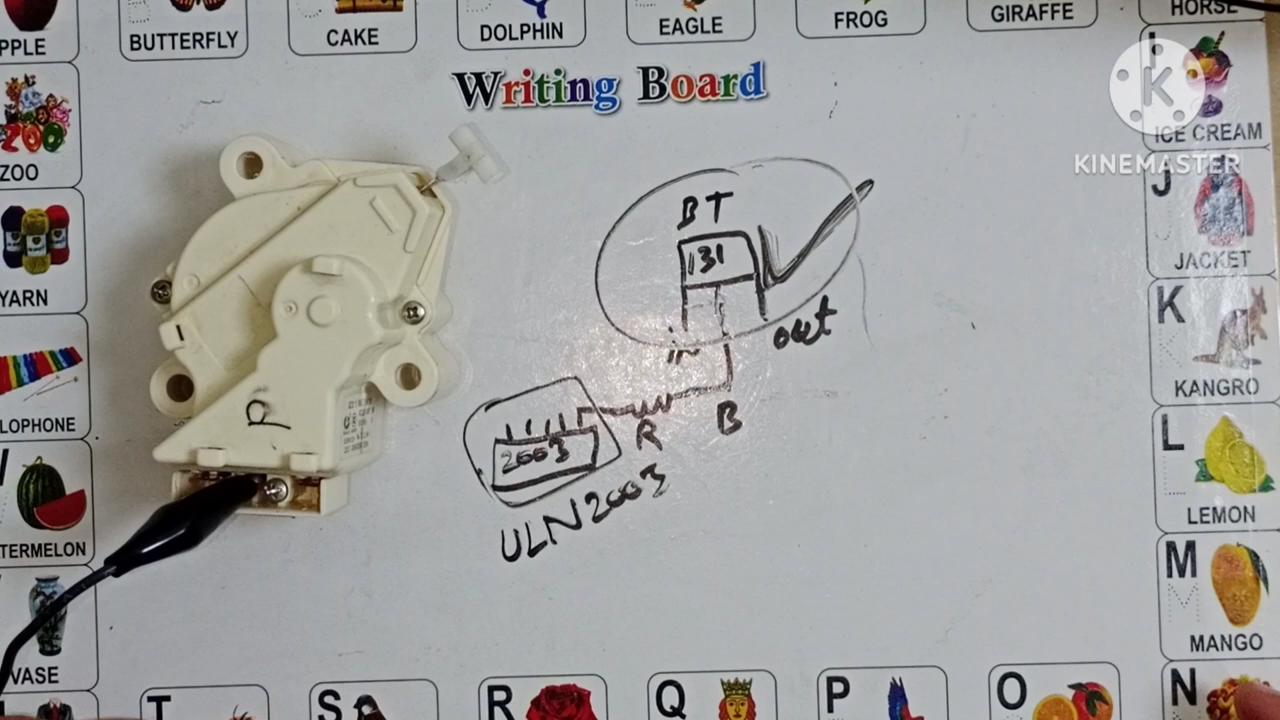 PPLE
BUTTERFLY
CAKE
DOLPHIN
EAGLE
FROG
GIRAFFE
HORSE
Writing Board
I
ICE CREAM
KINEMASTER
K
ZOO
J
JACKET
YARN
K
KANGRO
LOPHONE
L
LEMON
TERMELON
M
MANGO
VASE
N
T
S
R
Q
P
O
BT
131
IN
out
B
R
2003
ULN2003
P